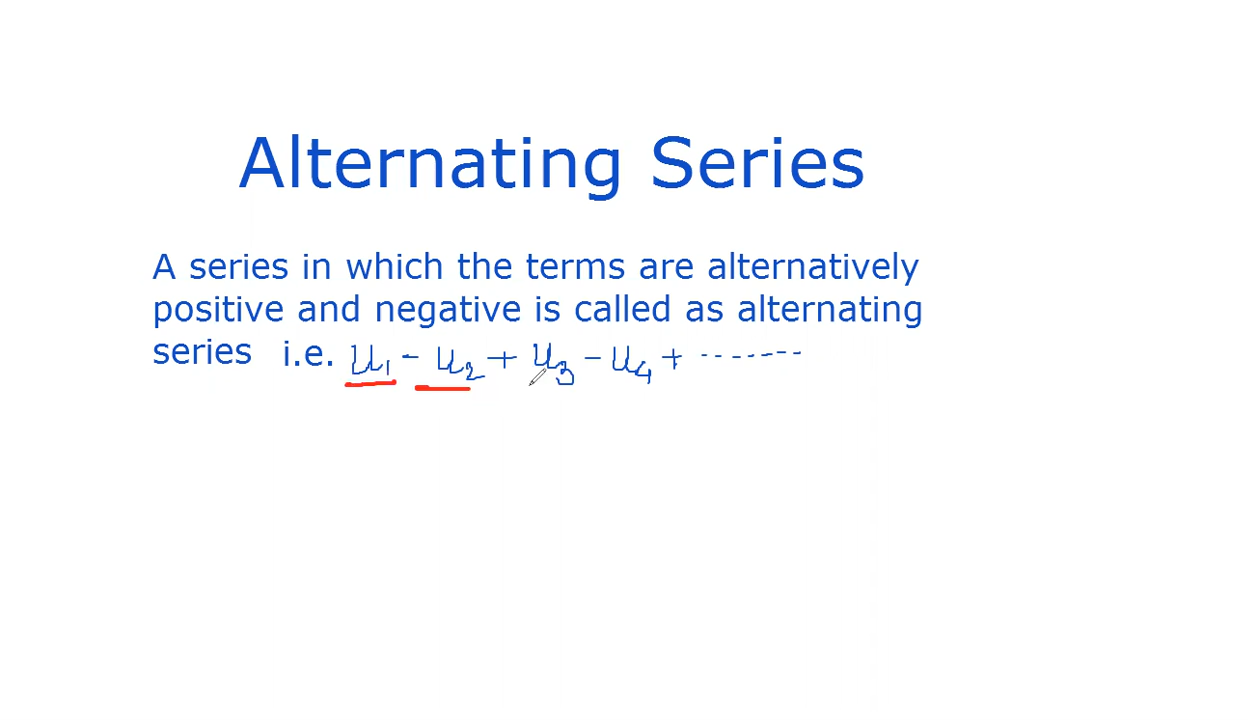 Alternating Series
A series in which the terms are alternatively
positive and negative is called as alternating
series i.e. u₁ - u₂ + u₃ - u₄ + -------